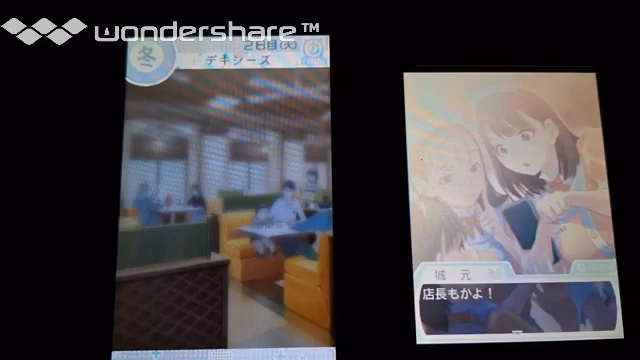 wondershare™
冬
2日目(火)
デキシーズ
城 元
店長もかよ！